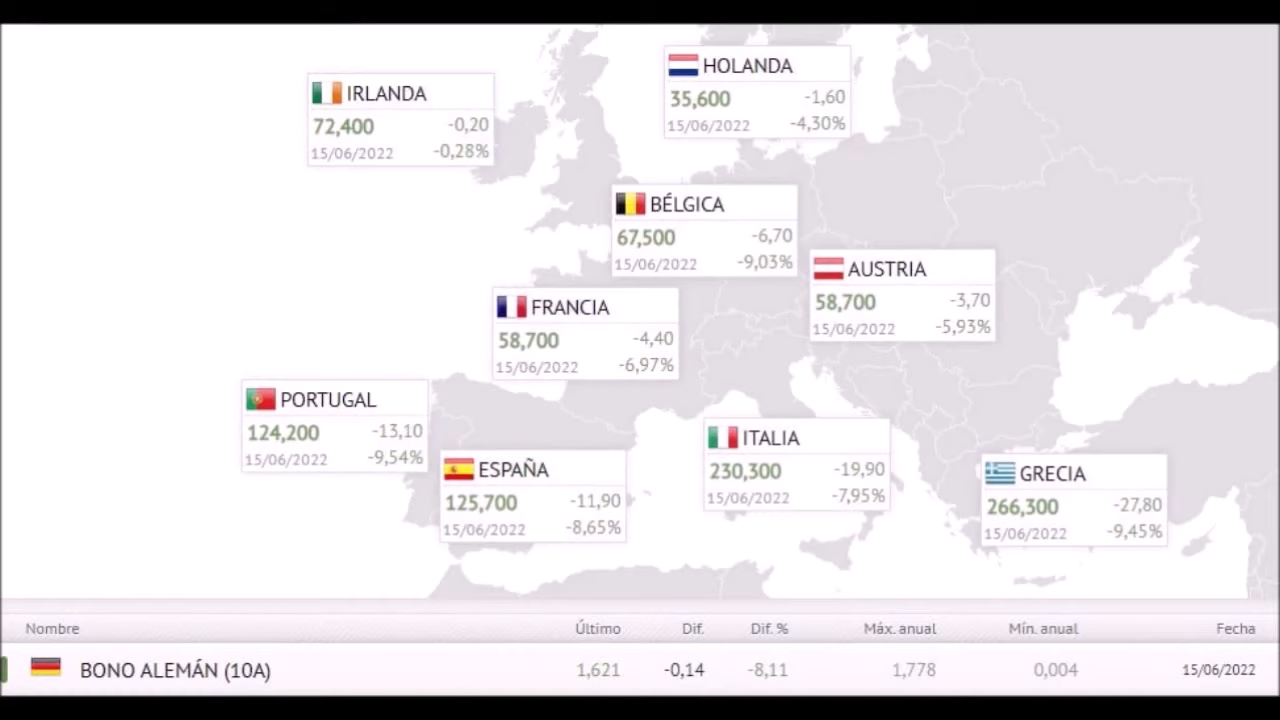 HOLANDA
35,600 -1,60
15/06/2022 -4,30%
IRLANDA
72,400 -0,20
15/06/2022 -0,28%
BÉLGICA
67,500 -6,70
15/06/2022 -9,03%
AUSTRIA
58,700 -3,70
15/06/2022 -5,93%
FRANCIA
58,700 -4,40
15/06/2022 -6,97%
PORTUGAL
124,200 -13,10
15/06/2022 -9,54%
ITALIA
230,300 -19,90
15/06/2022 -7,95%
ESPAÑA
125,700 -11,90
15/06/2022 -8,65%
GRECIA
266,300 -27,80
15/06/2022 -9,45%
Nombre Último Dif. Dif. % Máx. anual Mín. anual Fecha
BONO ALEMÁN (10A) 1,621 -0,14 -8,11 1,778 0,004 15/06/2022